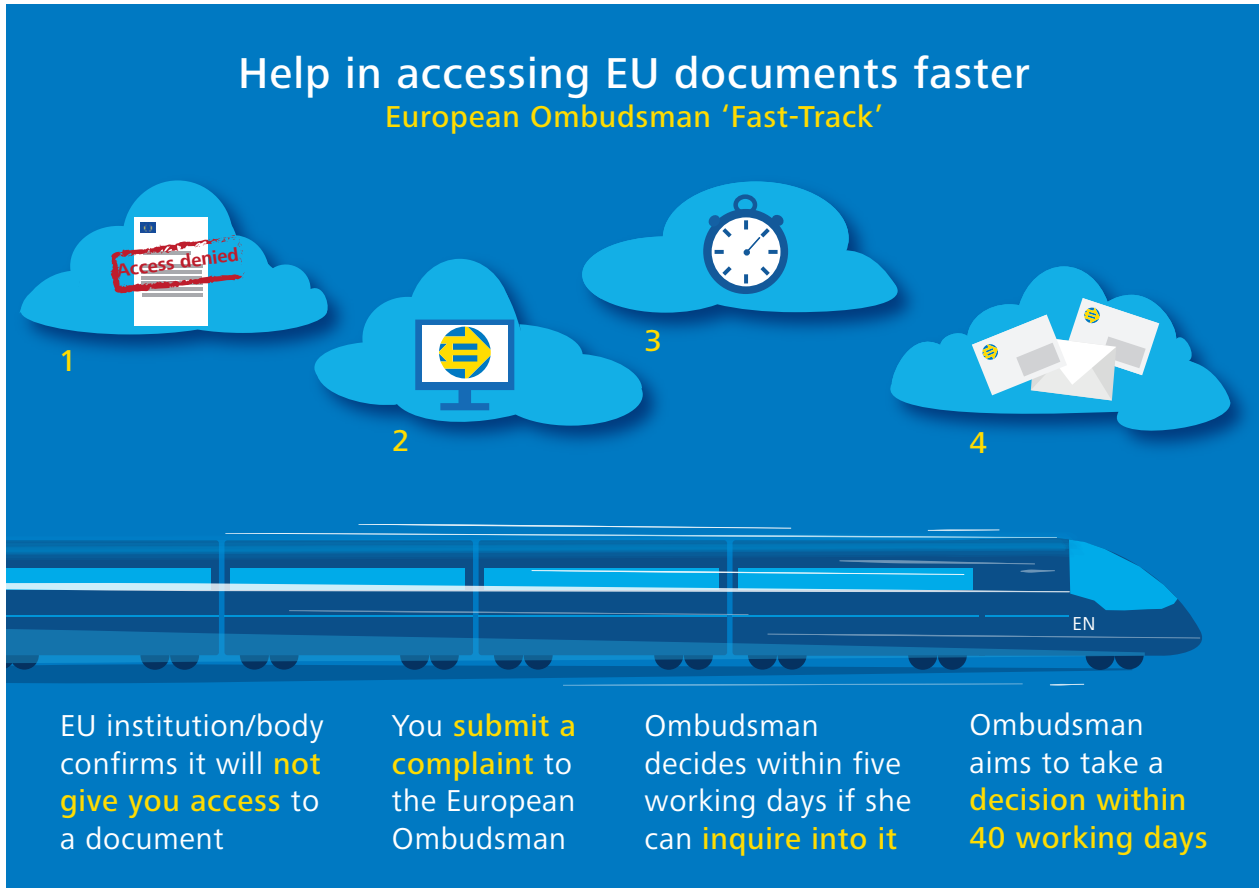 Help in accessing EU documents faster
European Ombudsman ‘Fast-Track’
Access denied
1
2
3
4
EN
EU institution/body
confirms it will not
give you access to
a document
You submit a
complaint to
the European
Ombudsman
Ombudsman
decides within five
working days if she
can inquire into it
Ombudsman
aims to take a
decision within
40 working days